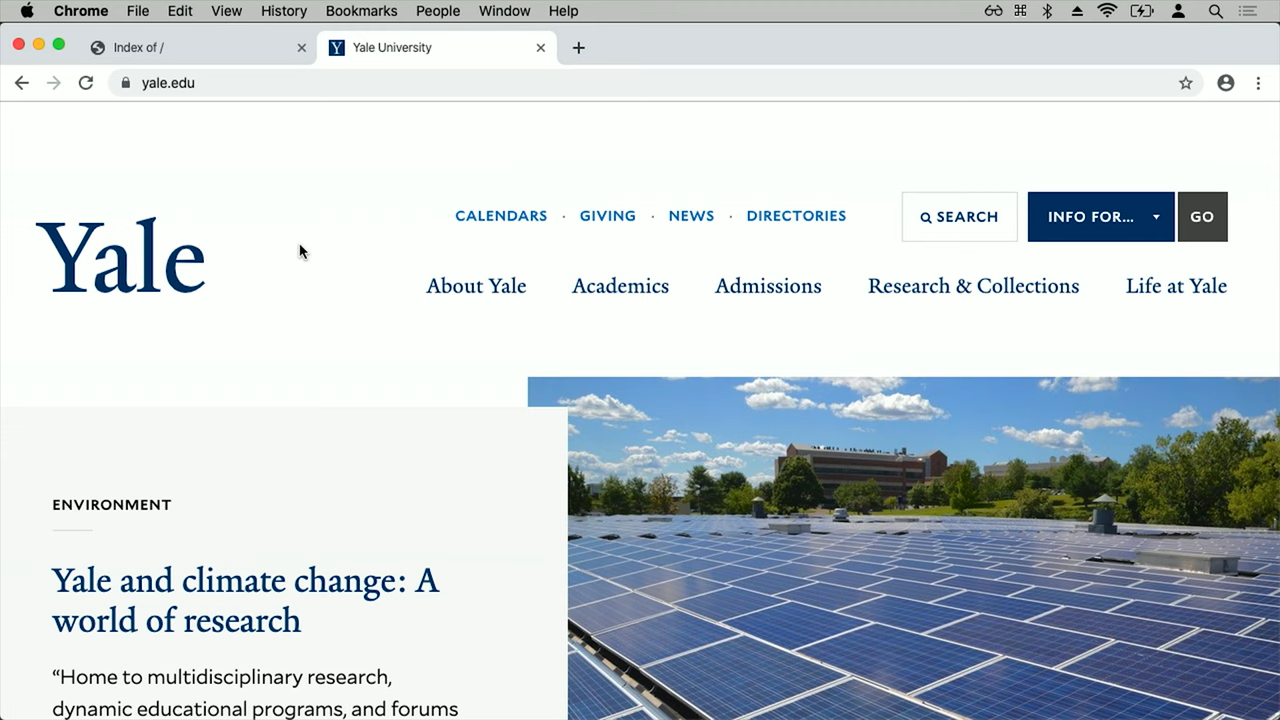 Chrome File Edit View History Bookmarks People Window Help
Index of /
Yale University
yale.edu
CALENDARS · GIVING · NEWS · DIRECTORIES
SEARCH
INFO FOR...
GO
Yale
About Yale Academics Admissions Research & Collections Life at Yale
ENVIRONMENT
Yale and climate change: A
world of research
“Home to multidisciplinary research,
dynamic educational programs, and forums